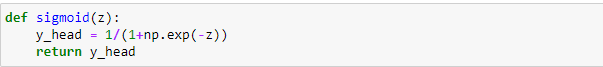 def sigmoid(z):
    y_head = 1/(1+np.exp(-z))
    return y_head